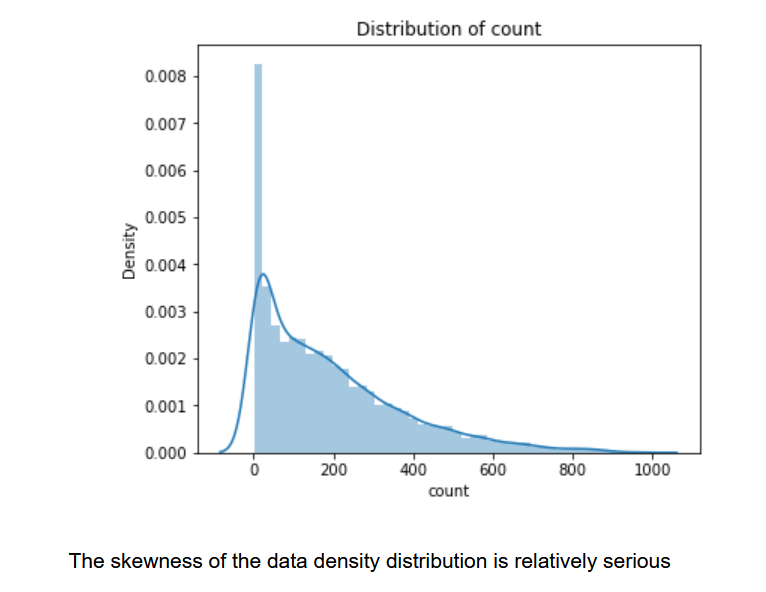 Distribution of count
0.008
0.007
0.006
0.005
0.004
0.003
0.002
0.001
0.000
Density
0 200 400 600 800 1000
count
The skewness of the data density distribution is relatively serious